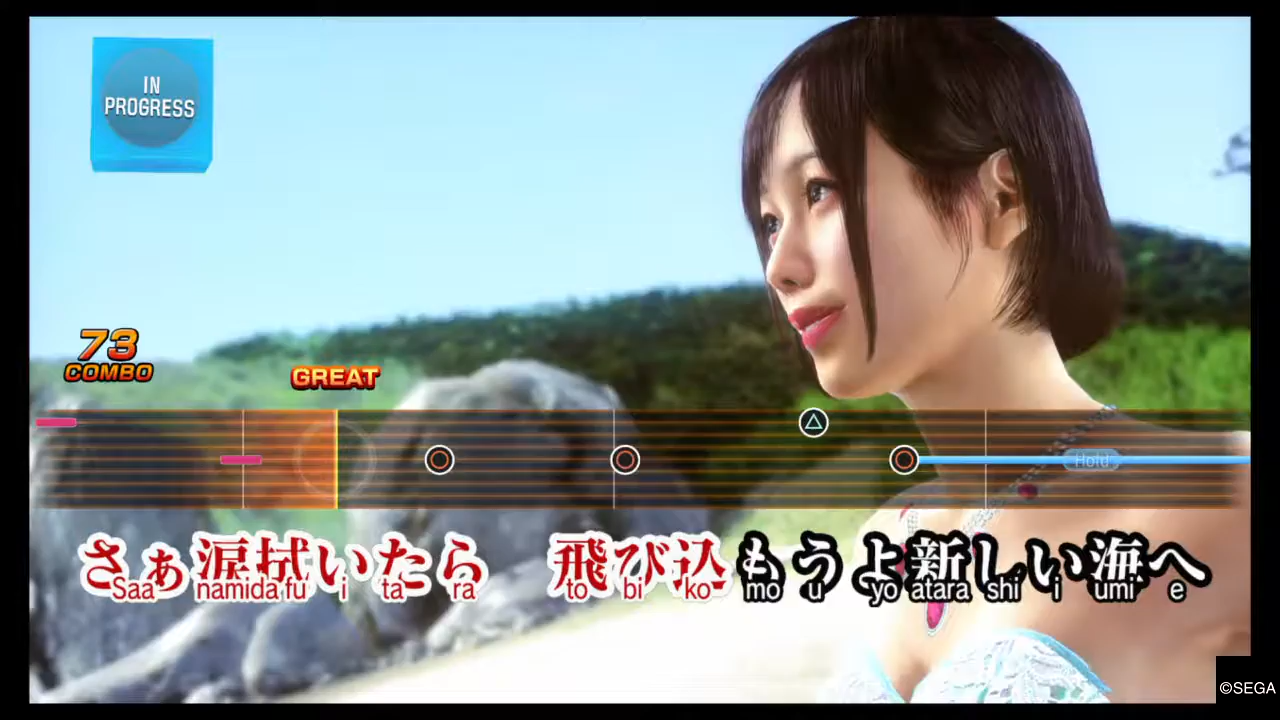 IN
PROGRESS
73
COMBO
GREAT
Hold
さぁ涙拭いたら 飛び込もうよ新しい海へ
Saa namida fu i ta ra to bi ko mo u yo atara shi i umi e
©SEGA